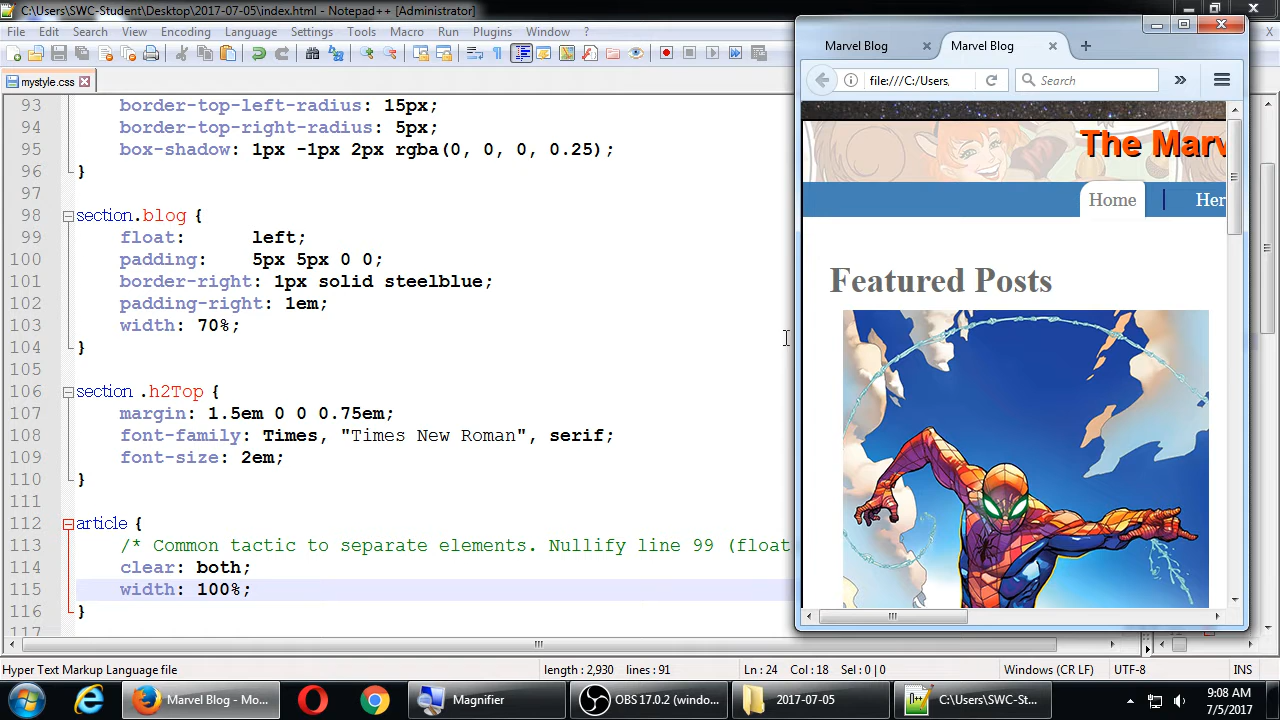 C:\Users\SWC-Student\Desktop\2017-07-05\index.html - Notepad++ [Administrator]
File Edit Search View Encoding Language Settings Tools Macro Run Plugins Window ?
mystyle.css
93 border-top-left-radius: 15px;
94 border-top-right-radius: 5px;
95 box-shadow: 1px -1px 2px rgba(0, 0, 0, 0.25);
96 }
97
98 section.blog {
99 float: left;
100 padding: 5px 5px 0 0;
101 border-right: 1px solid steelblue;
102 padding-right: 1em;
103 width: 70%;
104 }
105
106 section .h2Top {
107 margin: 1.5em 0 0 0.75em;
108 font-family: Times, "Times New Roman", serif;
109 font-size: 2em;
110 }
111
112 article {
113 /* Common tactic to separate elements. Nullify line 99 (float
114 clear: both;
115 width: 100%;
116 }
117
Marvel Blog
Marvel Blog
file:///C:/Users,
Search
The Marv
Home
Her
Featured Posts
Hyper Text Markup Language file length : 2,930 lines : 91 Ln : 24 Col : 18 Sel : 0 | 0 Windows (CR LF) UTF-8 INS
Marvel Blog - Mo...
Magnifier
OBS 17.0.2 (windo...
2017-07-05
C:\Users\SWC-St...
9:08 AM
7/5/2017